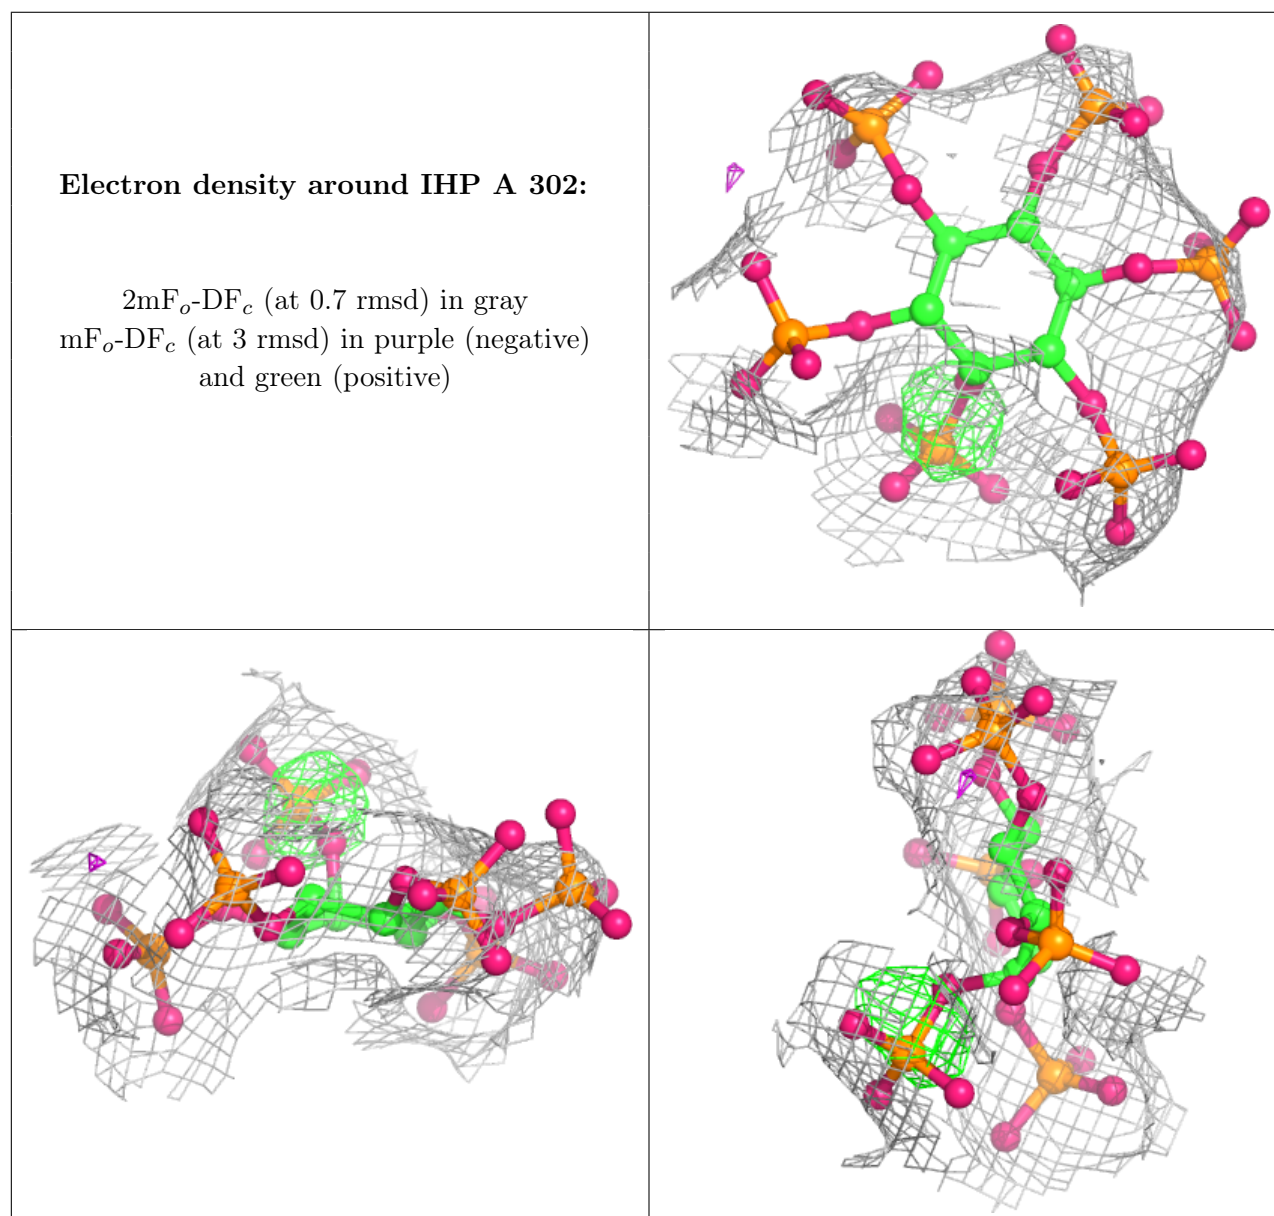 Electron density around IHP A 302:
2mFo-DFc (at 0.7 rmsd) in gray
mFo-DFc (at 3 rmsd) in purple (negative)
and green (positive)